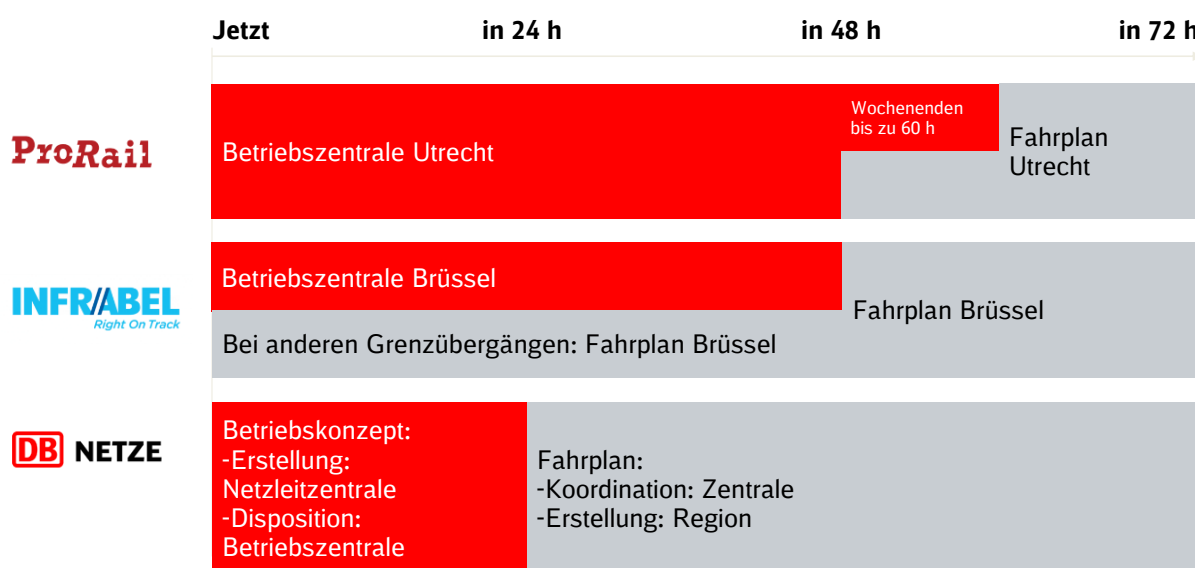 Jetzt in 24 h in 48 h in 72 h
ProRail
Betriebszentrale Utrecht
Wochenenden
bis zu 60 h
Fahrplan
Utrecht
INFRABEL
Right On Track
Betriebszentrale Brüssel
Fahrplan Brüssel
Bei anderen Grenzübergängen: Fahrplan Brüssel
DB NETZE
Betriebskonzept:
-Erstellung:
Netzleitzentrale
-Disposition:
Betriebszentrale
Fahrplan:
-Koordination: Zentrale
-Erstellung: Region